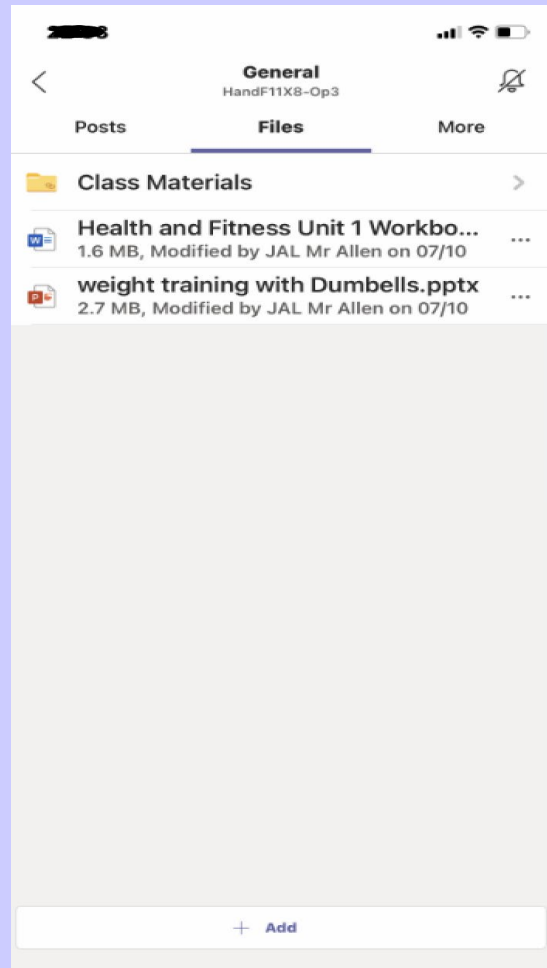 General
HandF11X8-Op3
Posts Files More
Class Materials
Health and Fitness Unit 1 Workbo...
1.6 MB, Modified by JAL Mr Allen on 07/10
weight training with Dumbells.pptx
2.7 MB, Modified by JAL Mr Allen on 07/10
+ Add